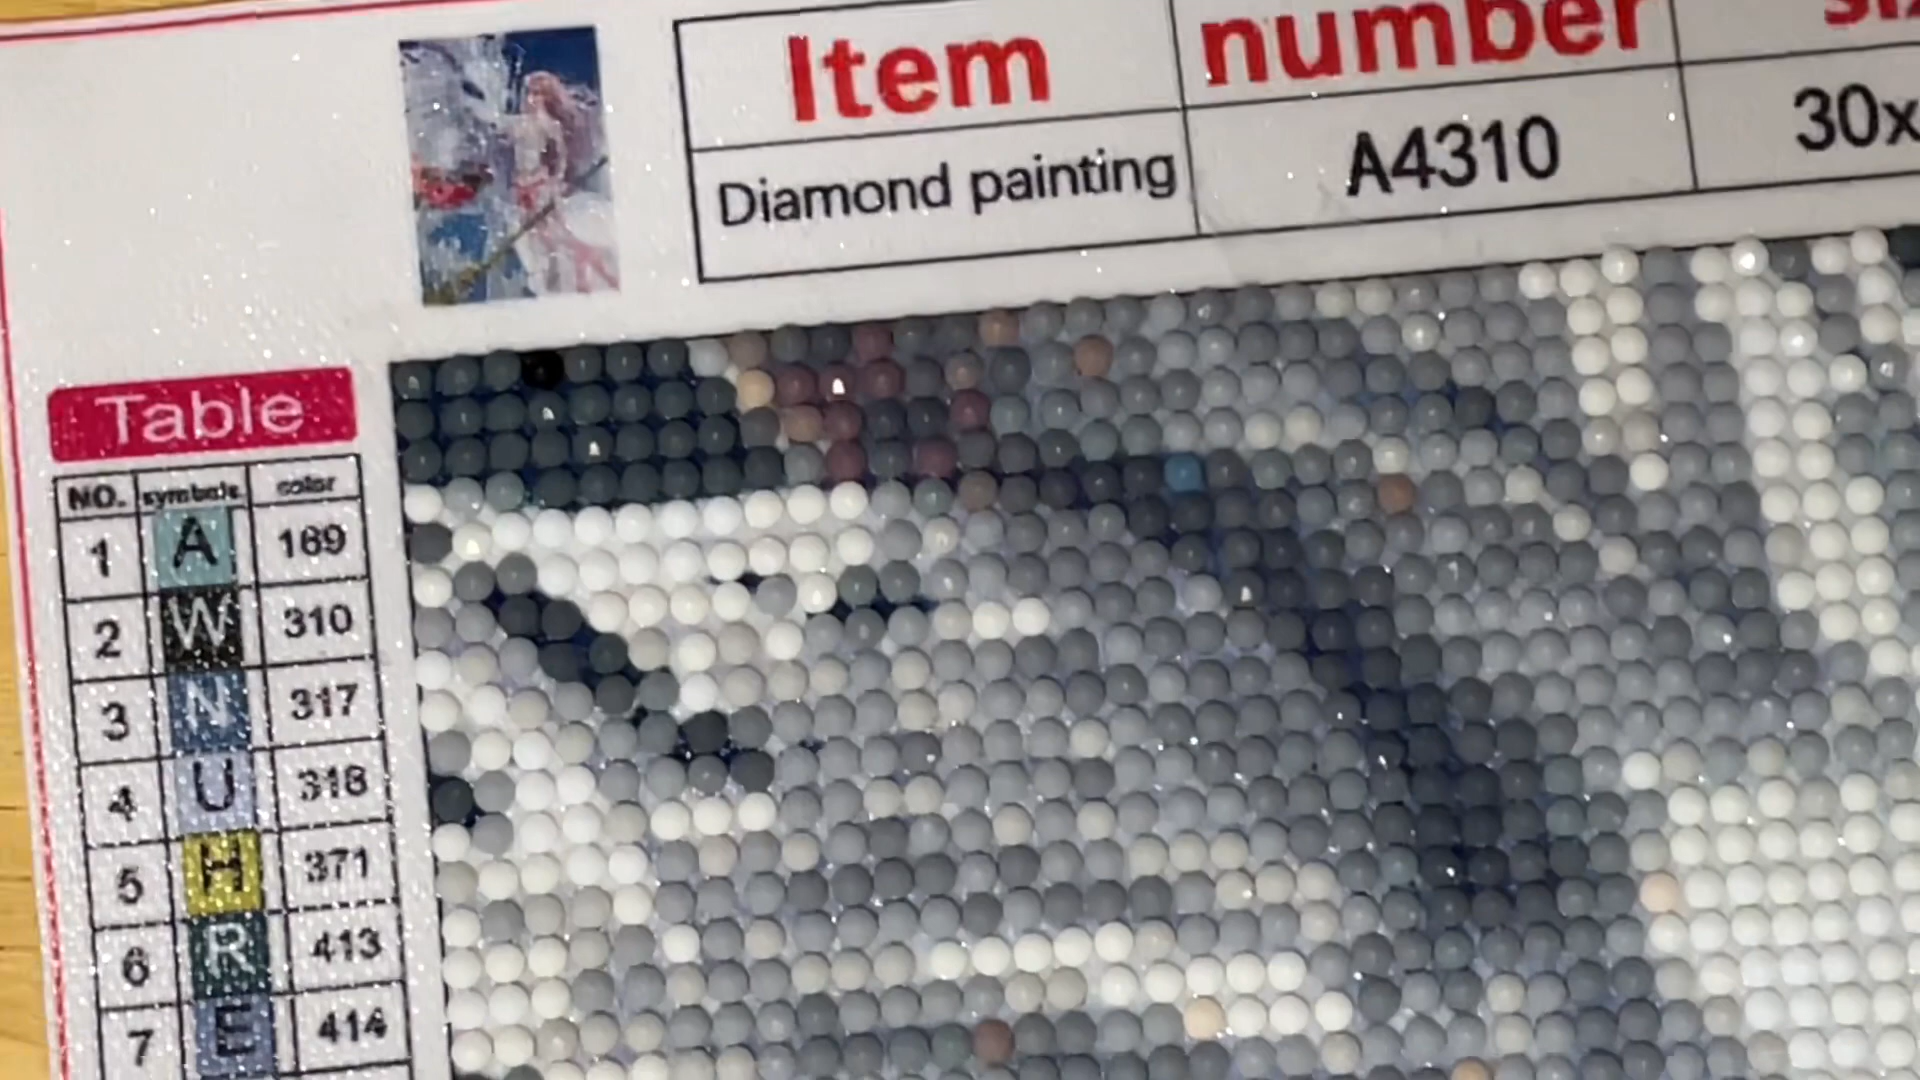 Item number
Diamond painting A4310 30x
Table
NO. symbols color
1 A 169
2 W 310
3 N 317
4 U 318
5 H 371
6 R 413
7 E 414